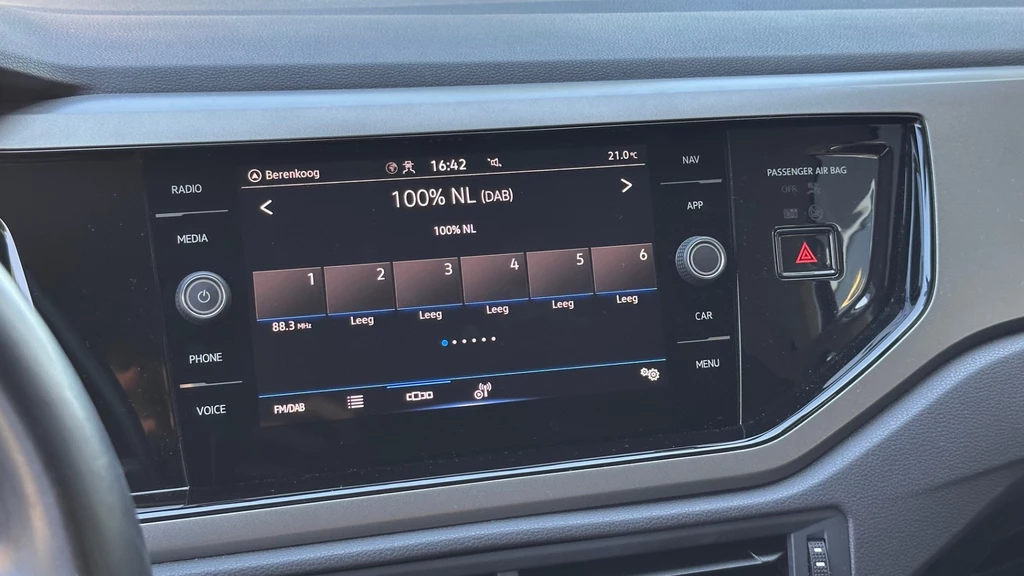 RADIO
MEDIA
PHONE
VOICE
Berenkoog
16:42
21.0°C
100% NL (DAB)
< >
100% NL
1 2 3 4 5 6
88.3 MHz Leeg Leeg Leeg Leeg Leeg
FM/DAB
NAV
APP
CAR
MENU
PASSENGER AIR BAG